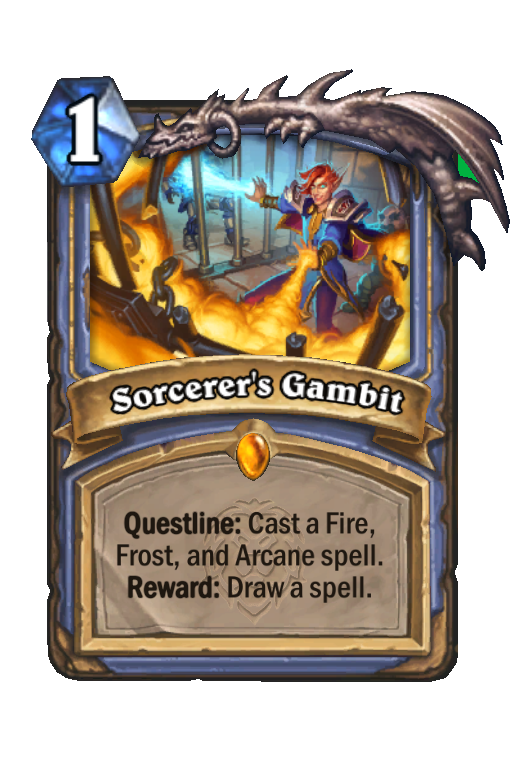 1
Sorcerer's Gambit
Questline: Cast a Fire,
Frost, and Arcane spell.
Reward: Draw a spell.